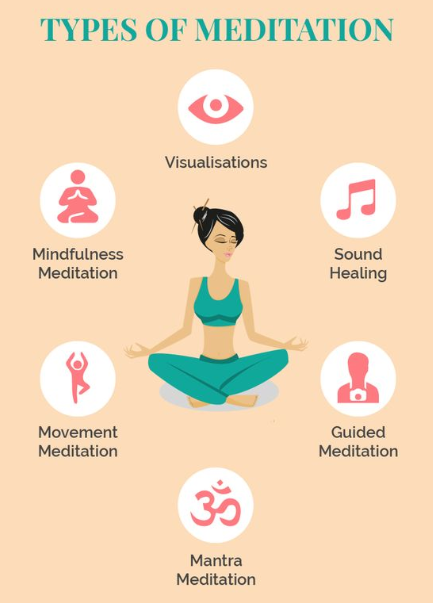 TYPES OF MEDITATION
Visualisations
Mindfulness
Meditation
Sound
Healing
Movement
Meditation
Guided
Meditation
ॐ
Mantra
Meditation